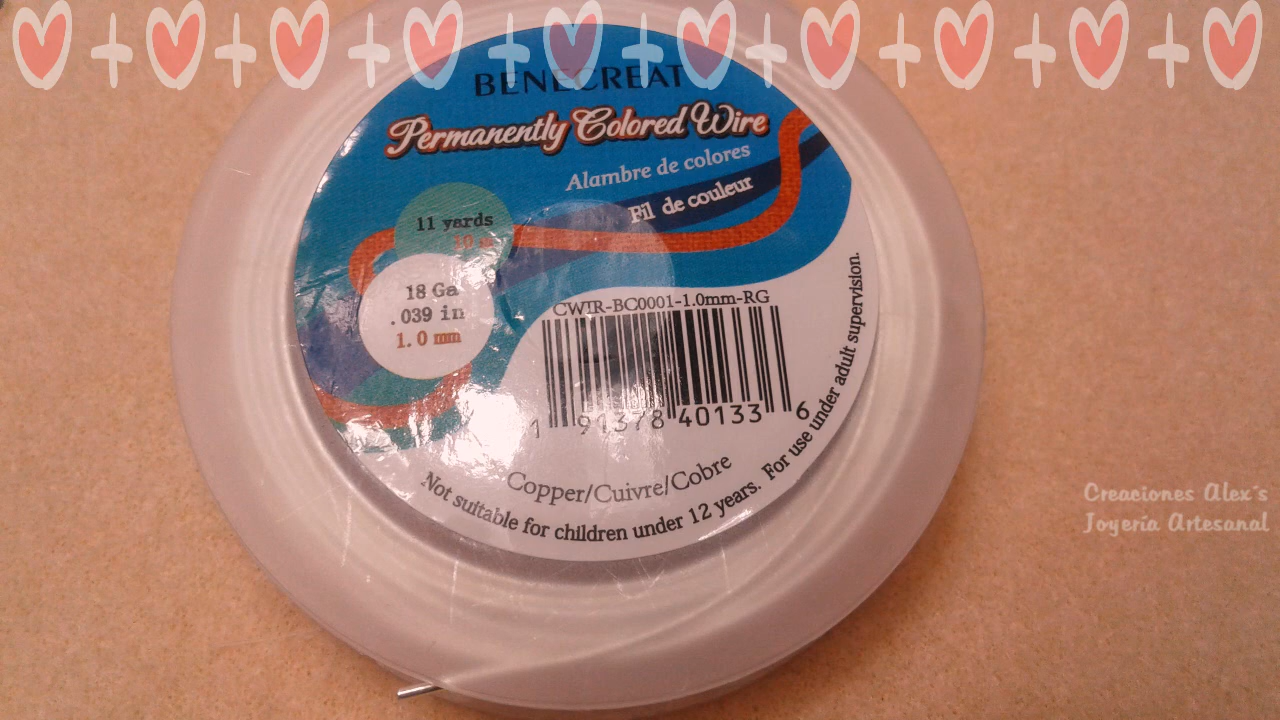 BENECREAT
Permanently Colored Wire
Alambre de colores
Fil de couleur
11 yards
10 m
18 Ga
.039 in
1.0 mm
CWIR-BC0001-1.0mm-RG
1 91378 40133 6
Copper/Cuivre/Cobre
Not suitable for children under 12 years. For use under adult supervision.
Creaciones Alex´s
Joyería Artesanal